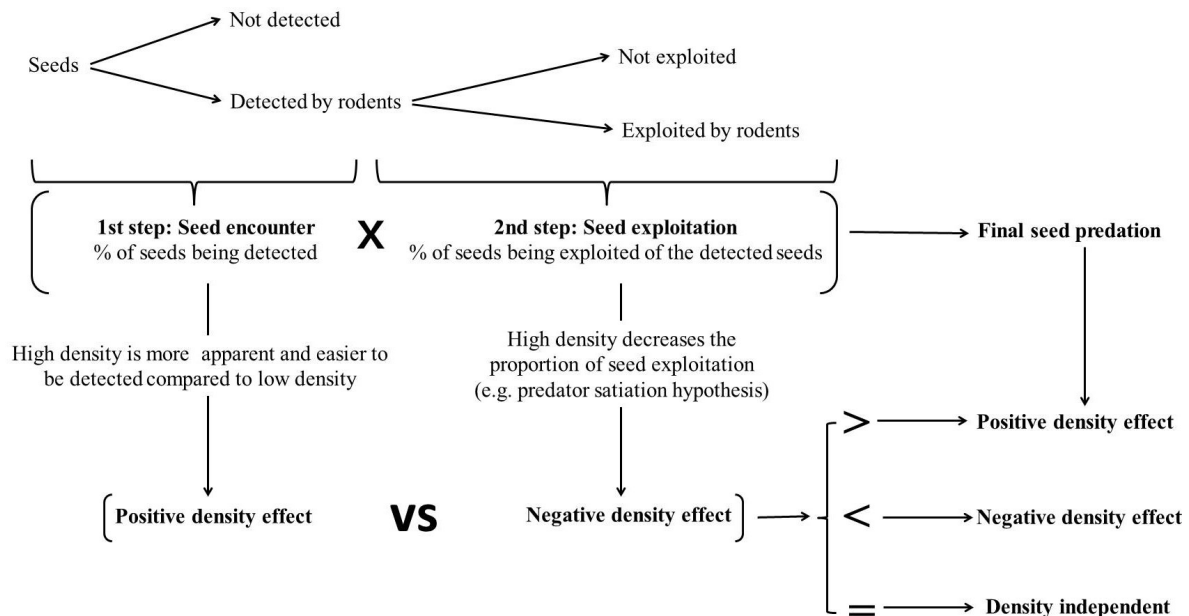 Not detected
Seeds
Not exploited
Detected by rodents
Exploited by rodents
1st step: Seed encounter
% of seeds being detected
X
2nd step: Seed exploitation
% of seeds being exploited of the detected seeds
Final seed predation
High density is more apparent and easier to
be detected compared to low density
High density decreases the
proportion of seed exploitation
(e.g. predator satiation hypothesis)
> Positive density effect
Positive density effect
vs
Negative density effect
< Negative density effect
= Density independent